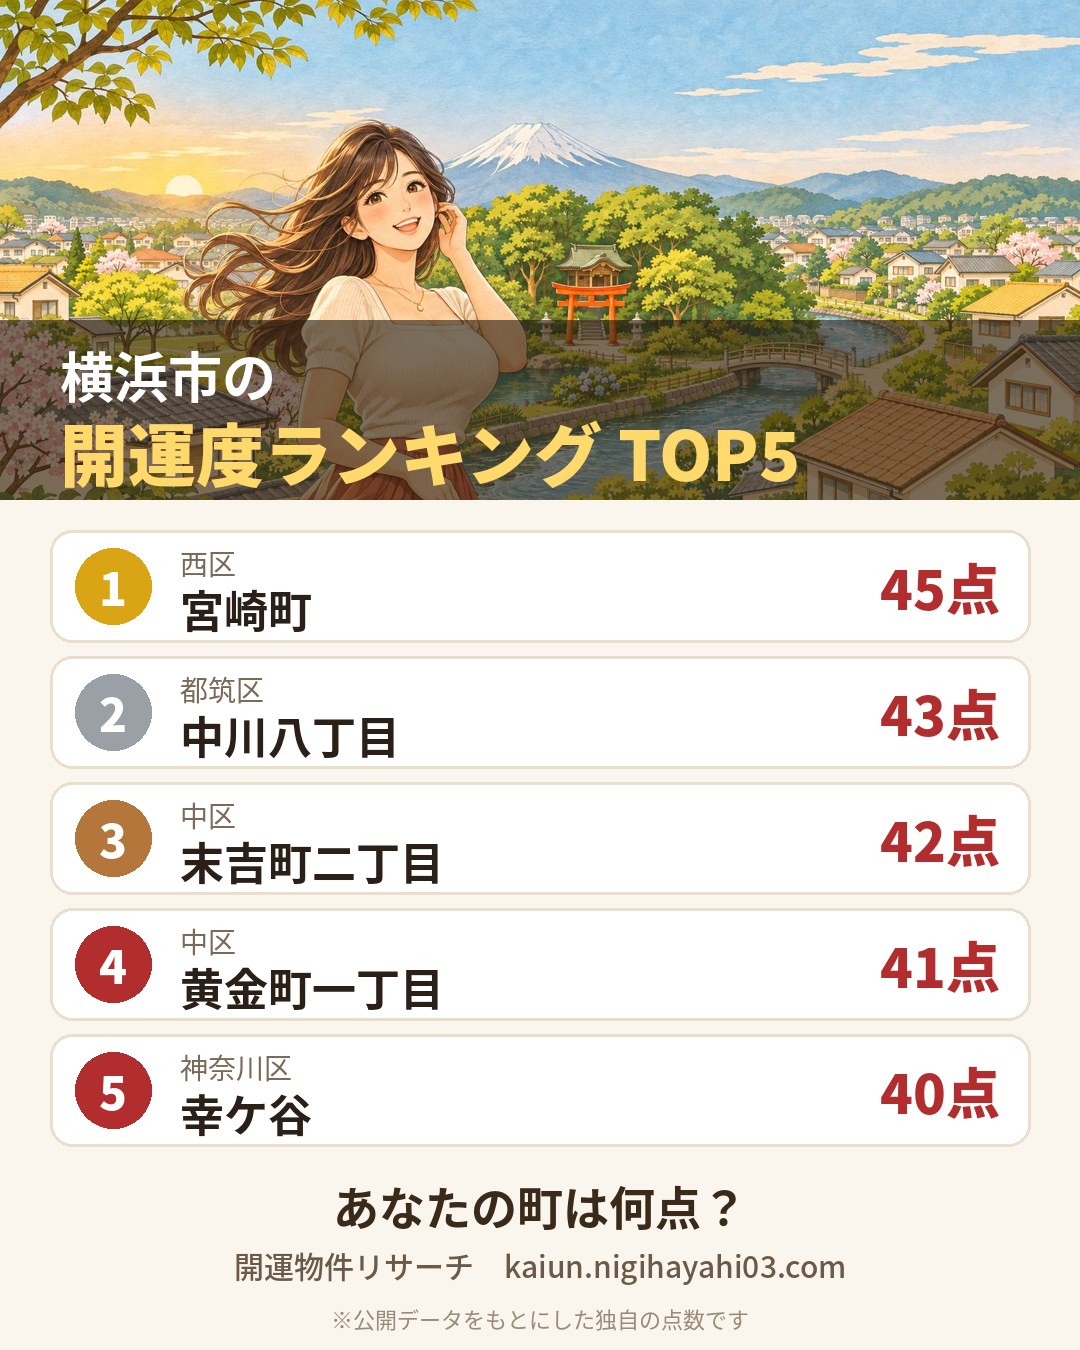 横浜市の
開運度ランキング TOP5
1
西区
宮崎町
45点
2
都筑区
中川八丁目
43点
3
中区
末吉町二丁目
42点
4
中区
黄金町一丁目
41点
5
神奈川区
幸ケ谷
40点
あなたの町は何点？
開運物件リサーチ　kaiun.nigihayahi03.com
※公開データをもとにした独自の点数です